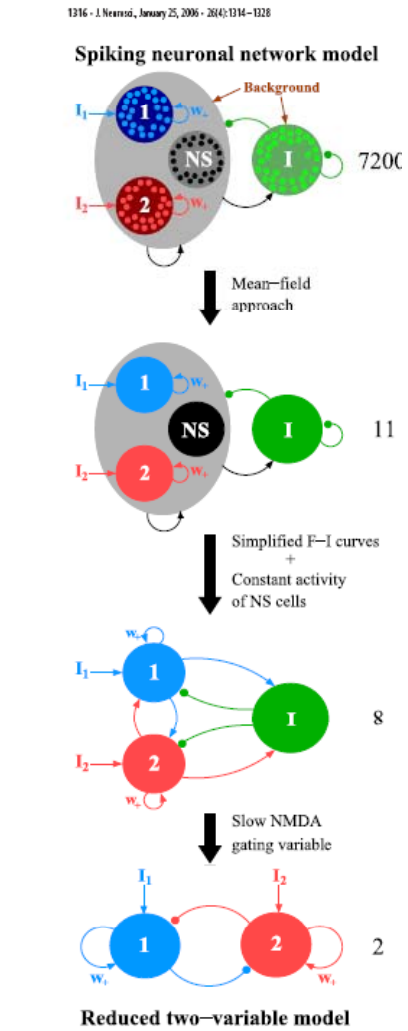 1316 • J. Neurosci., January 25, 2006 • 26(4):1314–1328
Spiking neuronal network model
Background
I₁ 1 w₊
NS I 7200
I₂ 2 w₊
Mean–field
approach
I₁ 1 w₊
NS I 11
I₂ 2 w₊
Simplified F–I curves
+
Constant activity
of NS cells
w₊
I₁ 1
I 8
I₂ 2
w₊
Slow NMDA
gating variable
I₁ I₂
1 2 2
w₊ w₊
Reduced two–variable model